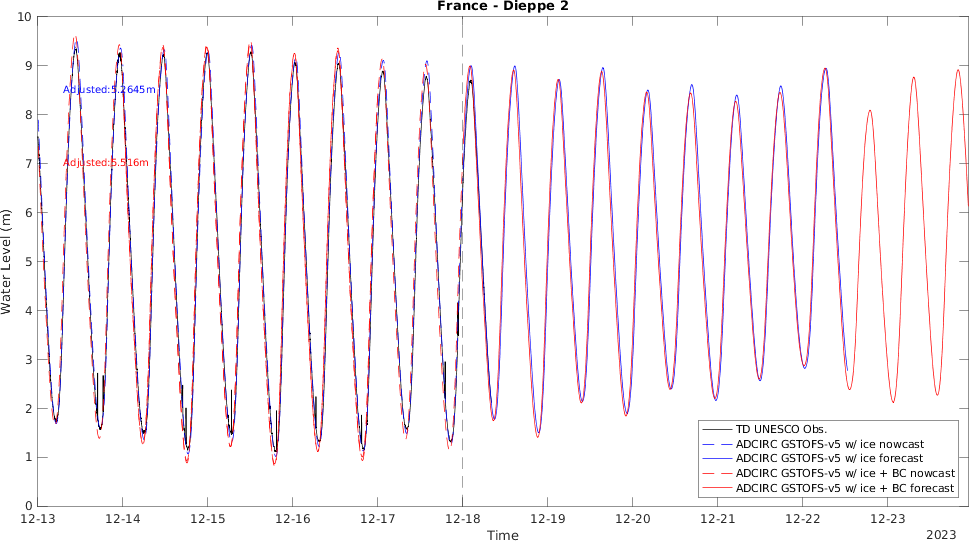 France - Dieppe 2
10
9
8
7
6
5
4
3
2
1
0
Water Level (m)
Adjusted:5.2645m
Adjusted:5.516m
TD UNESCO Obs.
ADCIRC GSTOFS-v5 w/ ice nowcast
ADCIRC GSTOFS-v5 w/ ice forecast
ADCIRC GSTOFS-v5 w/ ice + BC nowcast
ADCIRC GSTOFS-v5 w/ ice + BC forecast
12-13 12-14 12-15 12-16 12-17 12-18 12-19 12-20 12-21 12-22 12-23
Time
2023